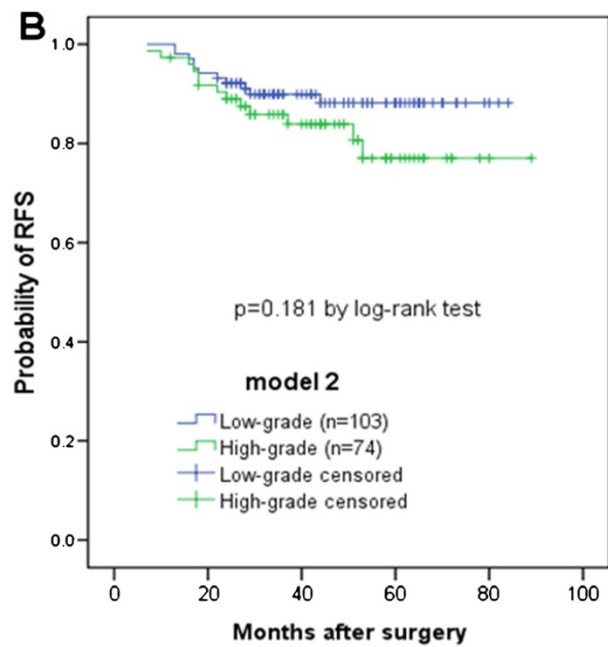 B
1.0
0.8
0.6
0.4
0.2
0.0
Probability of RFS
p=0.181 by log-rank test
model 2
Low-grade (n=103)
High-grade (n=74)
Low-grade censored
High-grade censored
0 20 40 60 80 100
Months after surgery